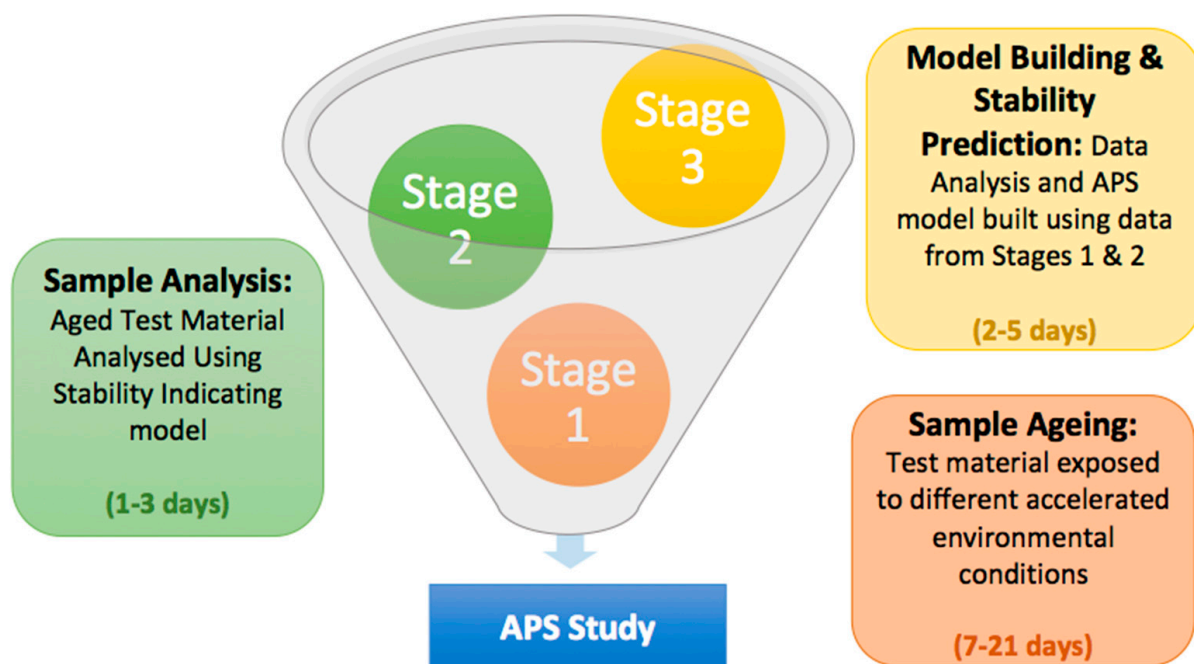 Stage
3
Stage
2
Stage
1
APS Study
Sample Analysis:
Aged Test Material
Analysed Using
Stability Indicating
model
(1-3 days)
Model Building &
Stability
Prediction: Data
Analysis and APS
model built using data
from Stages 1 & 2
(2-5 days)
Sample Ageing:
Test material exposed
to different accelerated
environmental
conditions
(7-21 days)